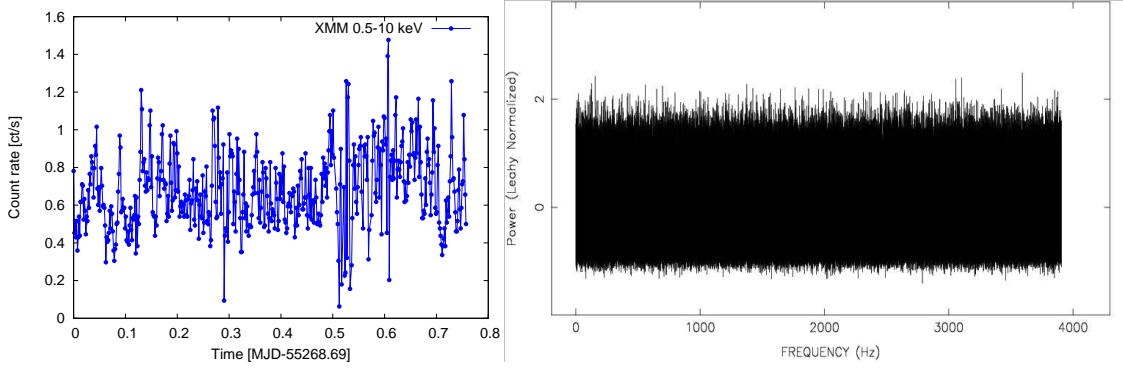 1.6
1.4
1.2
1
0.8
0.6
0.4
0.2
0
Count rate [ct/s]
XMM 0.5-10 keV
0 0.1 0.2 0.3 0.4 0.5 0.6 0.7 0.8
Time [MJD-55268.69]
2
0
Power (Leahy Normalized)
0 1000 2000 3000 4000
FREQUENCY (Hz)